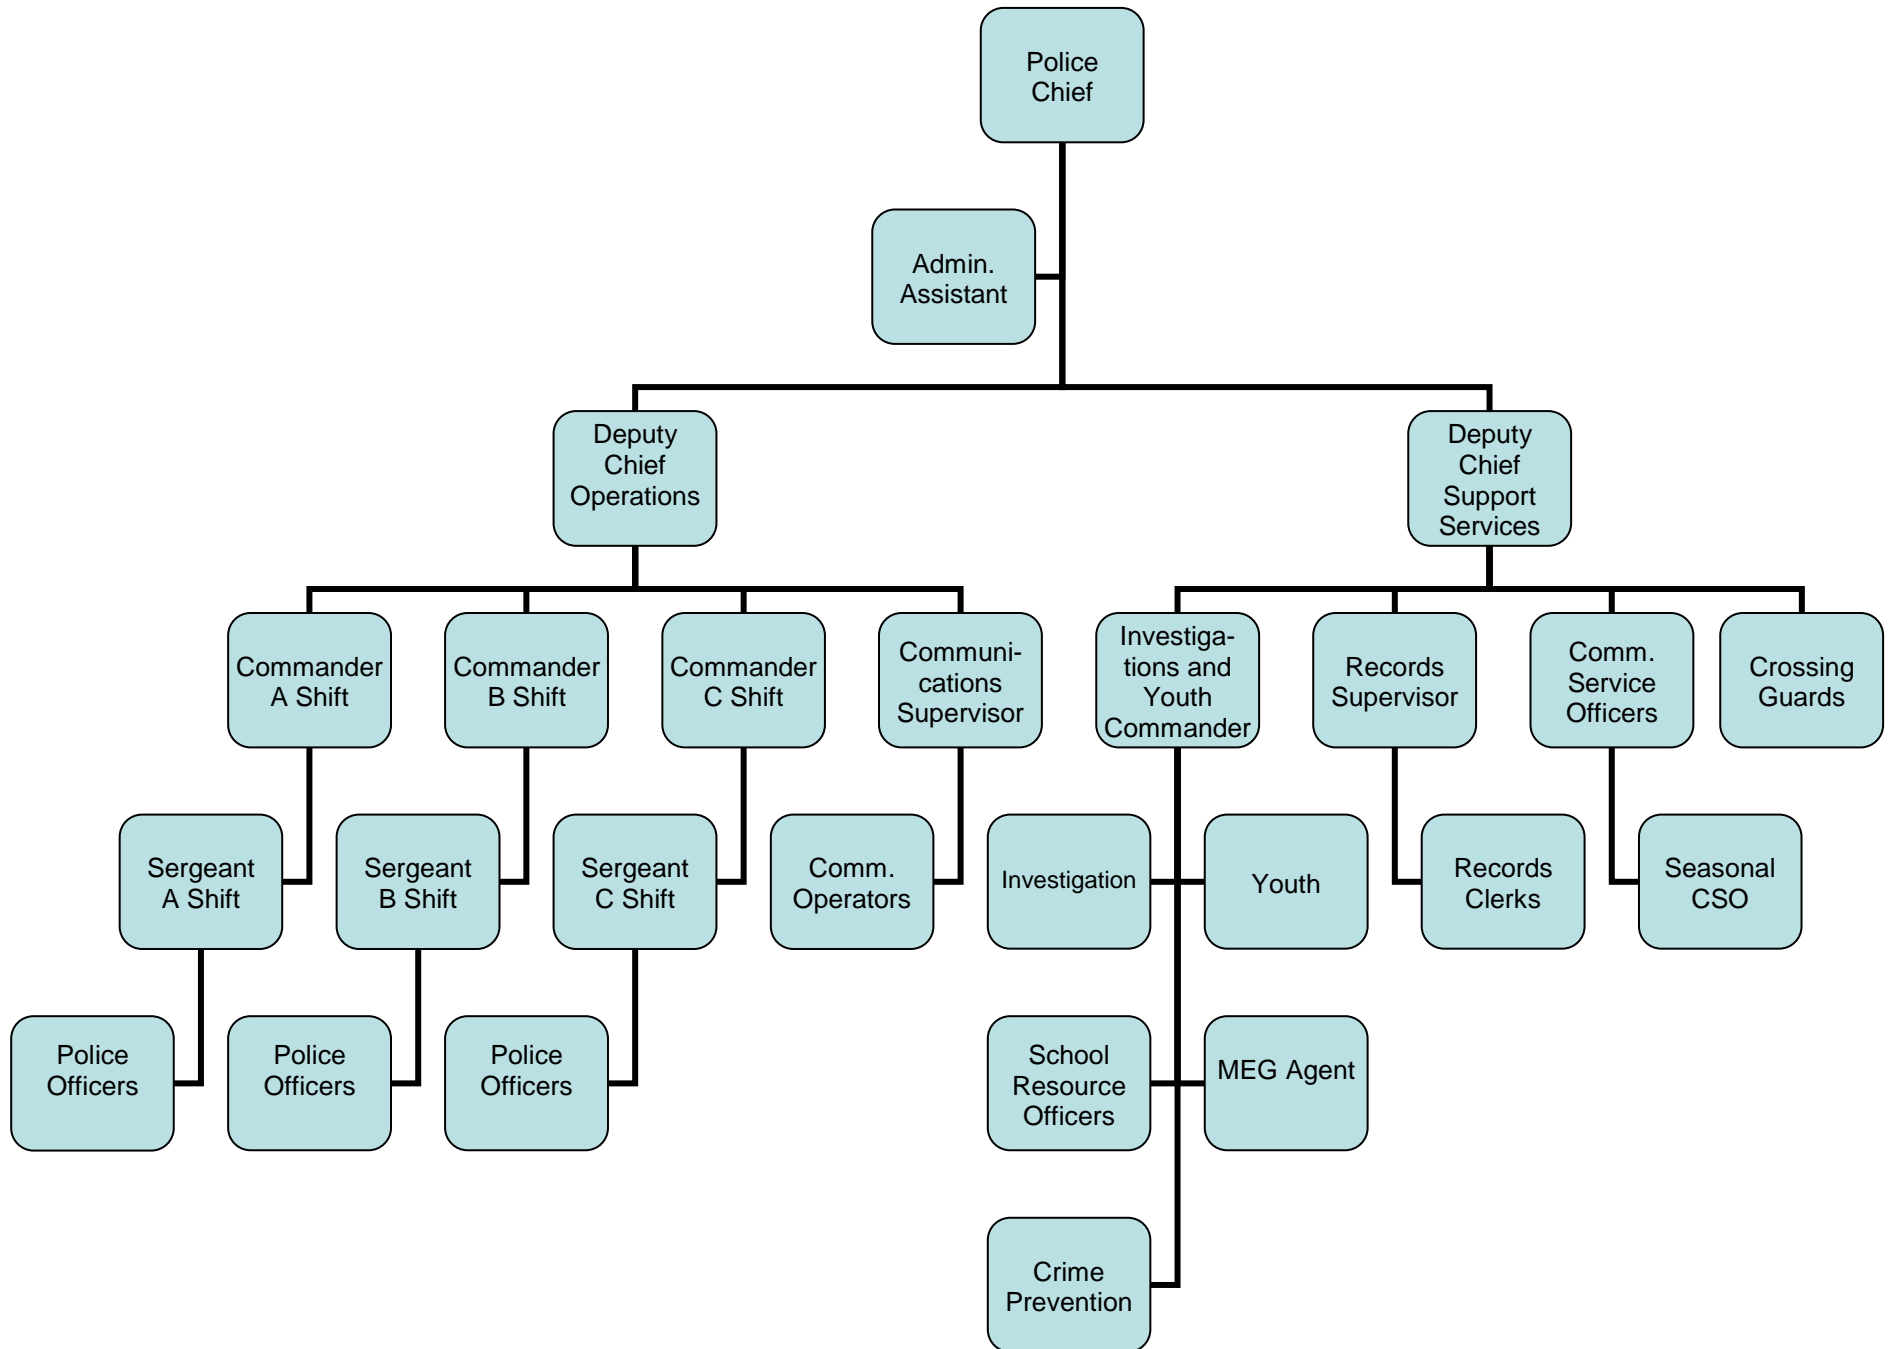 Police
Chief
Admin.
Assistant
Deputy
Chief
Operations
Deputy
Chief
Support
Services
Commander
A Shift
Commander
B Shift
Commander
C Shift
Communi-
cations
Supervisor
Investiga-
tions and
Youth
Commander
Records
Supervisor
Comm.
Service
Officers
Crossing
Guards
Sergeant
A Shift
Sergeant
B Shift
Sergeant
C Shift
Comm.
Operators
Investigation
Youth
Records
Clerks
Seasonal
CSO
Police
Officers
Police
Officers
Police
Officers
School
Resource
Officers
MEG Agent
Crime
Prevention